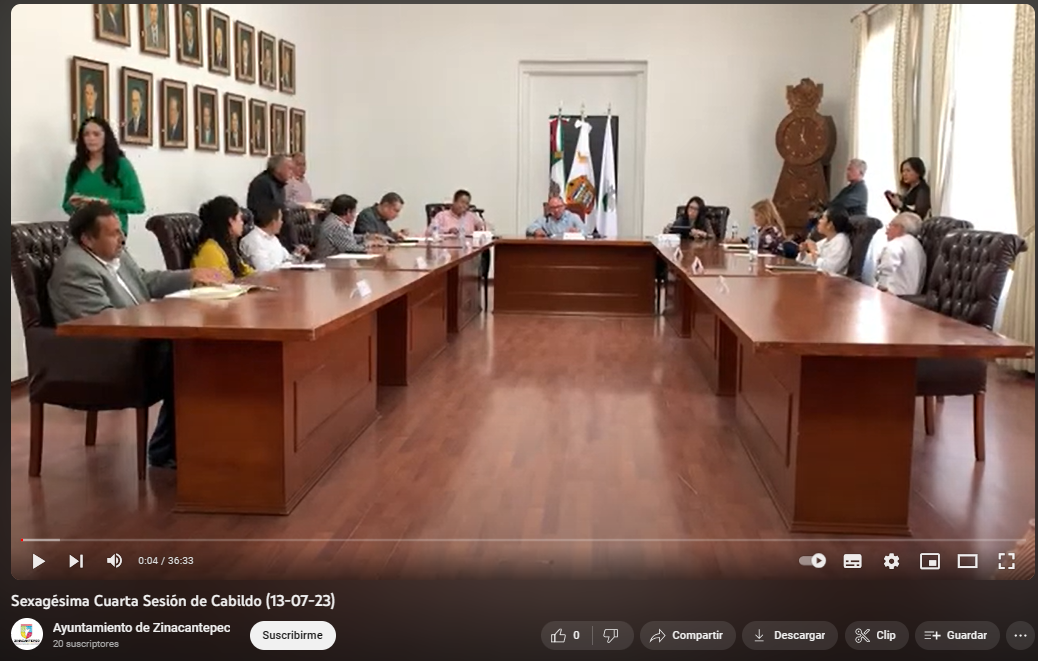 0:04 / 36:33
Sexagésima Cuarta Sesión de Cabildo (13-07-23)
Ayuntamiento de Zinacantepec
20 suscriptores
Suscribirme
0
Compartir
Descargar
Clip
Guardar